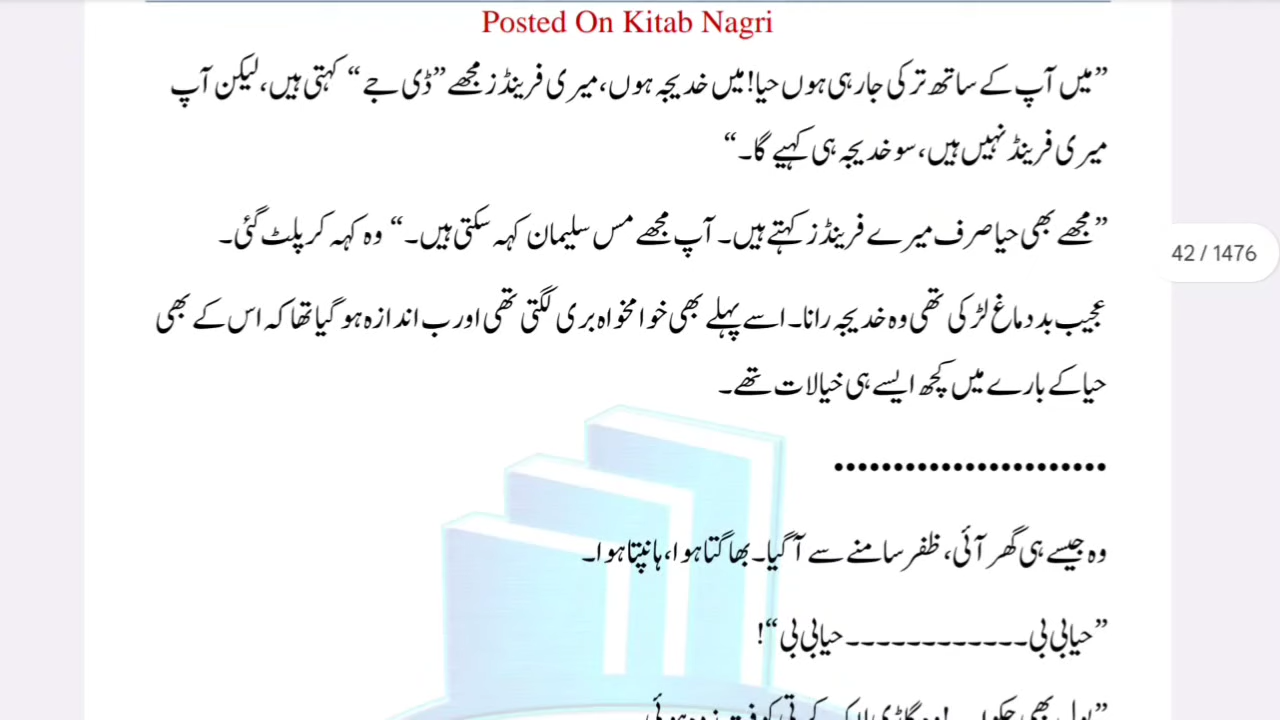 Posted On Kitab Nagri
”میں آپ کے ساتھ ترکی جا رہی ہوں حیا! میں خدیجہ ہوں، میری فرینڈز مجھے ”ڈی جے“ کہتی ہیں، لیکن آپ
میری فرینڈ نہیں ہیں، سو خدیجہ ہی کہیے گا۔“
”مجھے بھی حیا صرف میرے فرینڈز کہتے ہیں۔ آپ مجھے مس سلیمان کہہ سکتی ہیں۔“ وہ کہہ کر پلٹ گئی۔
42 / 1476
عجیب بد دماغ لڑکی تھی وہ خدیجہ رانا۔ اسے پہلے بھی خوامخواہ بری لگتی تھی اور ب اندازہ ہو گیا تھا کہ اس کے بھی
حیا کے بارے میں کچھ ایسے ہی خیالات تھے۔
••••••••••••••••••••••
وہ جیسے ہی گھر آئی، ظفر سامنے سے آ گیا۔ بھاگتا ہوا، ہانپتا ہوا۔
”حیا بی بی۔۔۔۔۔۔۔۔۔۔۔۔۔حیا بی بی“!